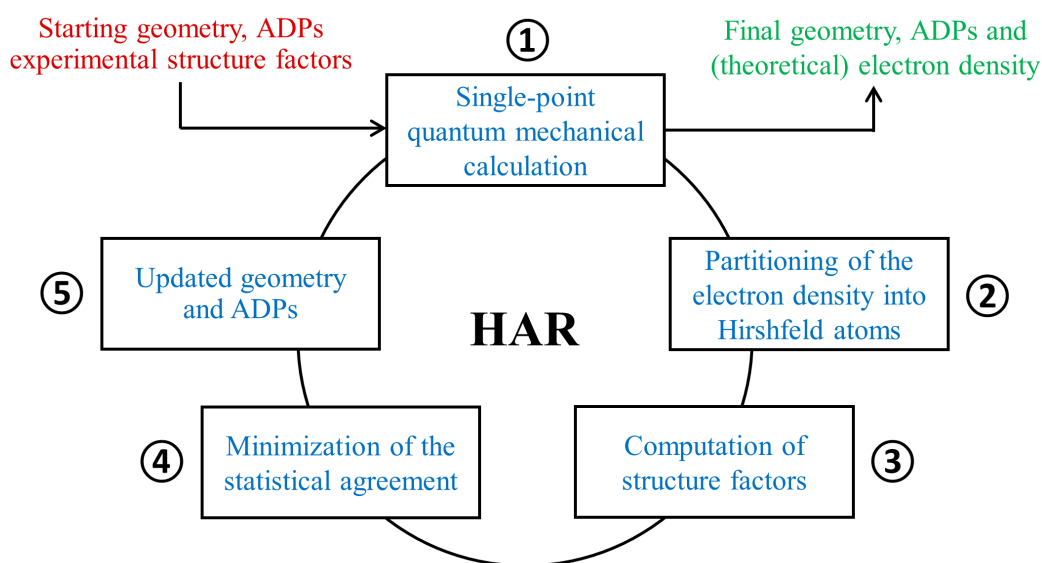 Starting geometry, ADPs
experimental structure factors
①
Final geometry, ADPs and
(theoretical) electron density
Single-point
quantum mechanical
calculation
⑤
Updated geometry
and ADPs
HAR
Partitioning of the
electron density into
Hirshfeld atoms
②
④
Minimization of the
statistical agreement
Computation of
structure factors
③